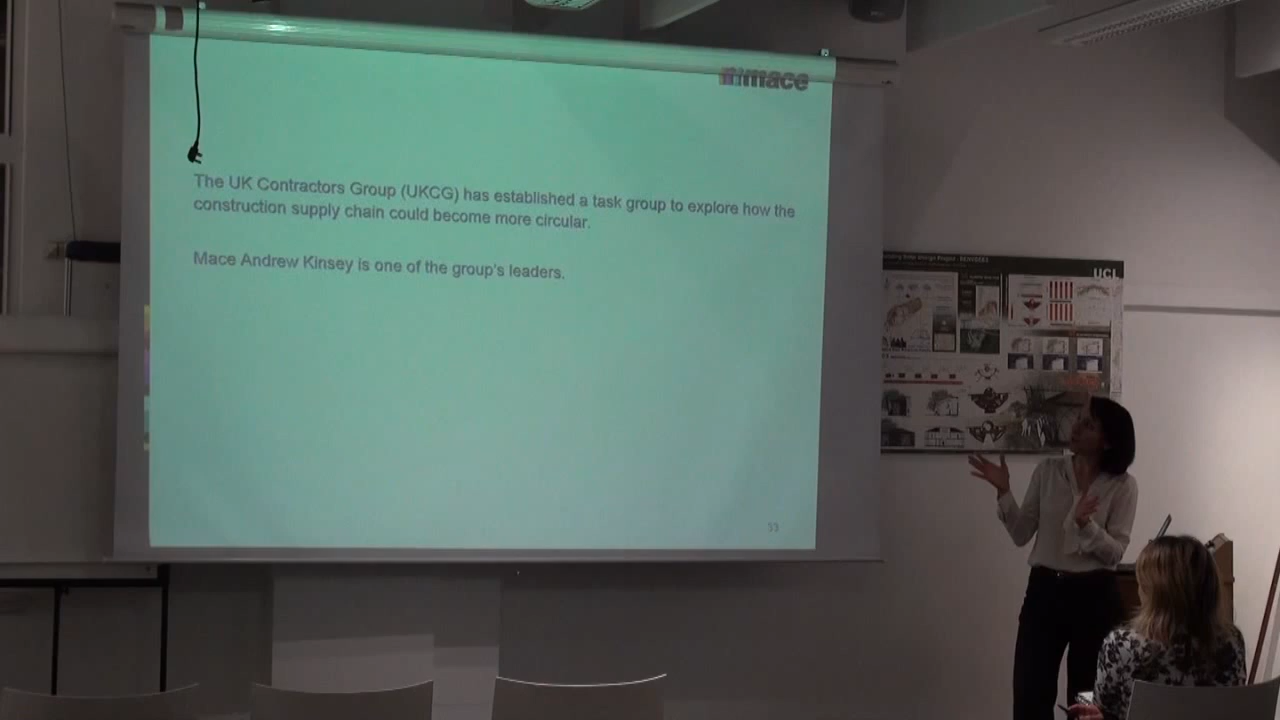 mace
The UK Contractors Group (UKCG) has established a task group to explore how the
construction supply chain could become more circular.
Mace Andrew Kinsey is one of the group's leaders.
UCL